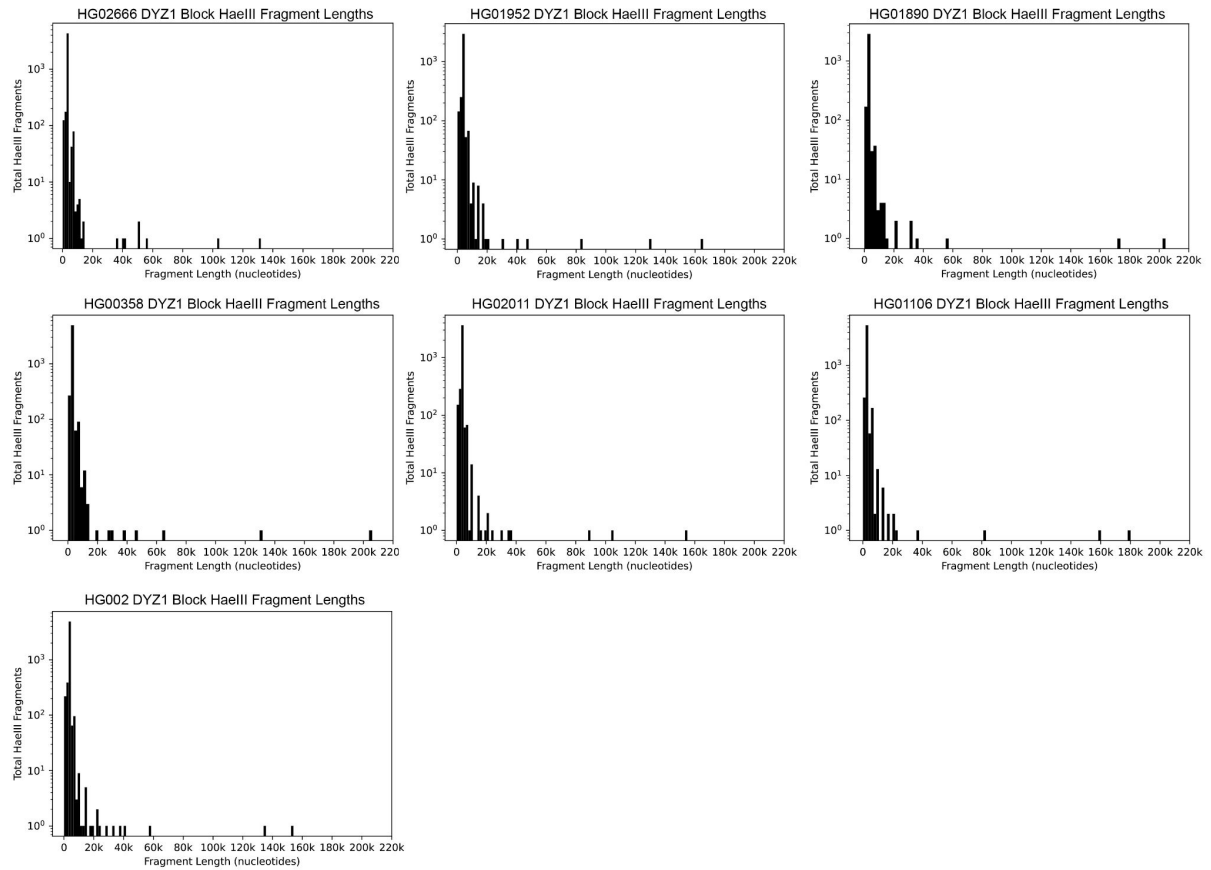 HG02666 DYZ1 Block HaeIII Fragment Lengths
Total HaeIII Fragments
10³
10²
10¹
10⁰
0 20k 40k 60k 80k 100k 120k 140k 160k 180k 200k 220k
Fragment Length (nucleotides)
HG01952 DYZ1 Block HaeIII Fragment Lengths
Total HaeIII Fragments
10³
10²
10¹
10⁰
0 20k 40k 60k 80k 100k 120k 140k 160k 180k 200k 220k
Fragment Length (nucleotides)
HG01890 DYZ1 Block HaeIII Fragment Lengths
Total HaeIII Fragments
10³
10²
10¹
10⁰
0 20k 40k 60k 80k 100k 120k 140k 160k 180k 200k 220k
Fragment Length (nucleotides)
HG00358 DYZ1 Block HaeIII Fragment Lengths
Total HaeIII Fragments
10³
10²
10¹
10⁰
0 20k 40k 60k 80k 100k 120k 140k 160k 180k 200k 220k
Fragment Length (nucleotides)
HG02011 DYZ1 Block HaeIII Fragment Lengths
Total HaeIII Fragments
10³
10²
10¹
10⁰
0 20k 40k 60k 80k 100k 120k 140k 160k 180k 200k 220k
Fragment Length (nucleotides)
HG01106 DYZ1 Block HaeIII Fragment Lengths
Total HaeIII Fragments
10³
10²
10¹
10⁰
0 20k 40k 60k 80k 100k 120k 140k 160k 180k 200k 220k
Fragment Length (nucleotides)
HG002 DYZ1 Block HaeIII Fragment Lengths
Total HaeIII Fragments
10³
10²
10¹
10⁰
0 20k 40k 60k 80k 100k 120k 140k 160k 180k 200k 220k
Fragment Length (nucleotides)